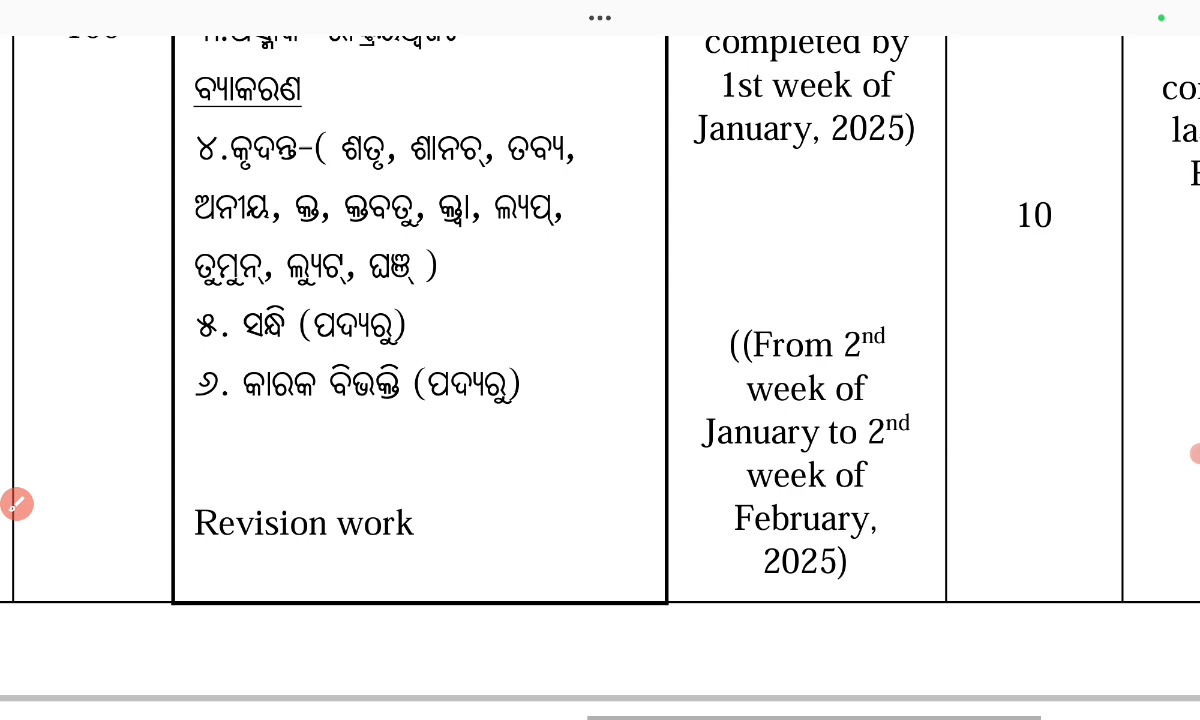 completed by
1st week of
January, 2025)
ବ୍ୟାକରଣ
୪.କୃଦନ୍ତ-( ଶତୃ, ଶାନଚ୍, ତବ୍ୟ,
ଅନୀୟ, କ୍ତ, କ୍ତବତୁ, କ୍ତ୍ୱା, ଲ୍ୟପ୍,
ତୁମୁନ୍, ଲ୍ୟୁଟ୍, ଘଞ୍ )
୫. ସନ୍ଧି (ପଦ୍ୟରୁ)
୬. କାରକ ବିଭକ୍ତି (ପଦ୍ୟରୁ)
Revision work
((From 2nd
week of
January to 2nd
week of
February,
2025)
10